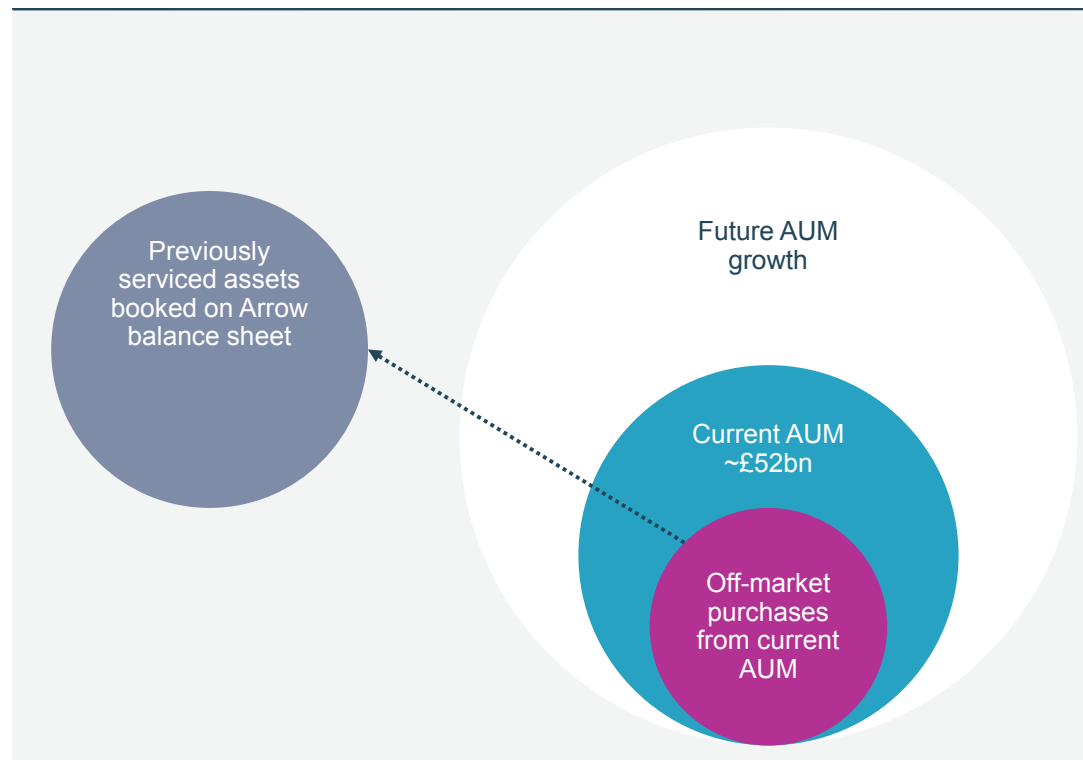 Previously
serviced assets
booked on Arrow
balance sheet
Future AUM
growth
Current AUM
~£52bn
Off-market
purchases
from current
AUM